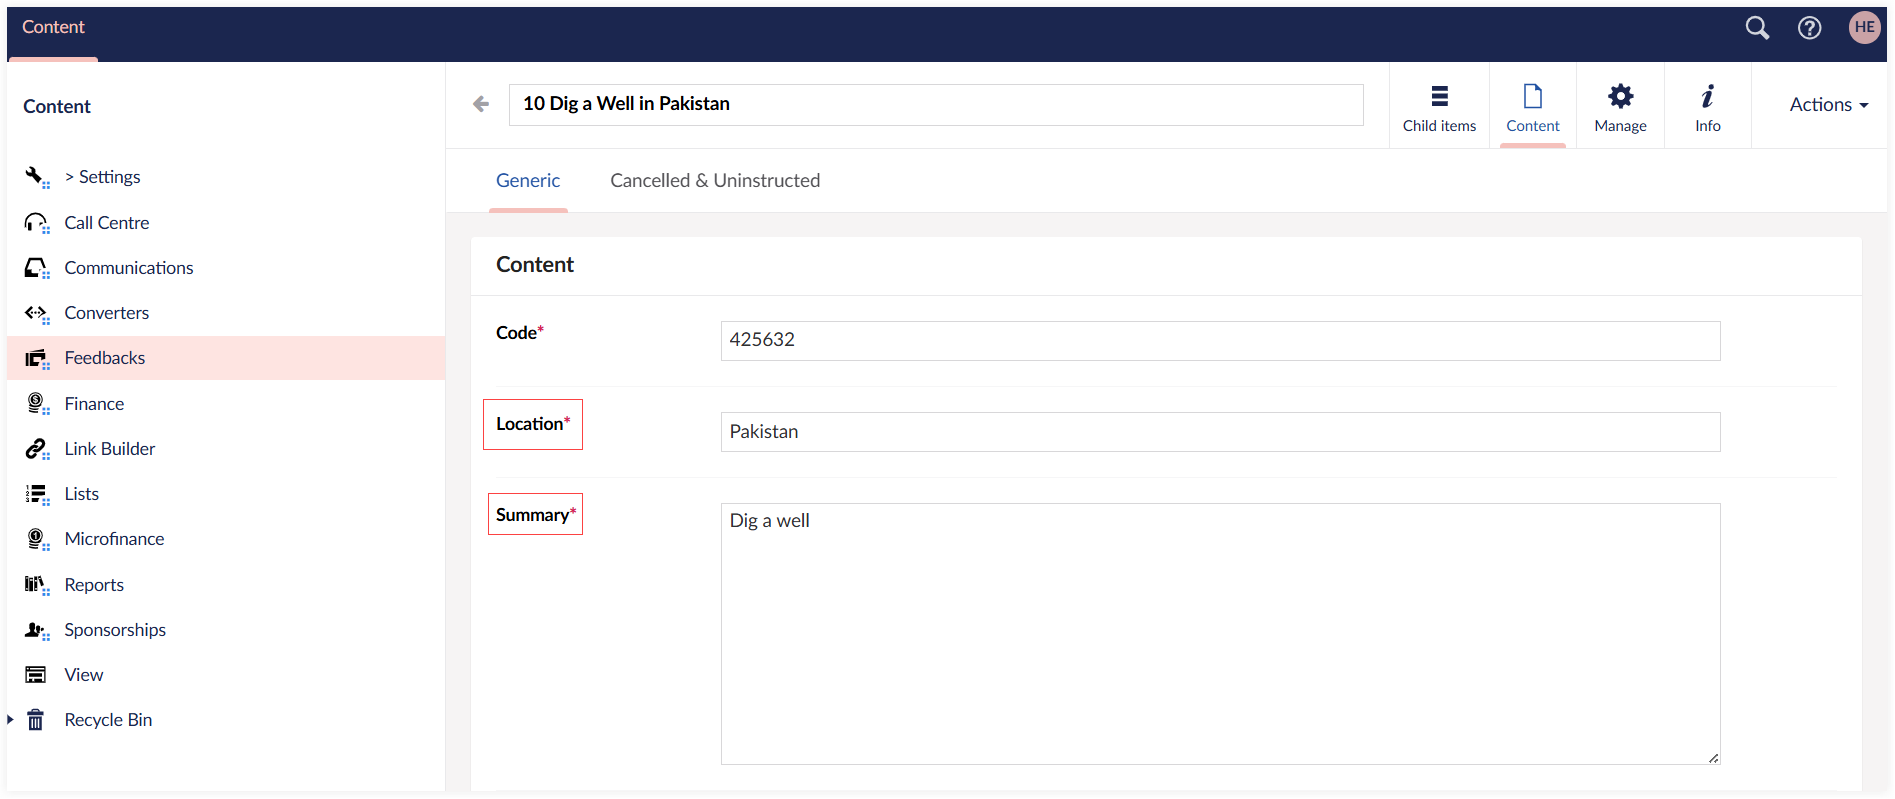 Content
HE
Content
> Settings
Call Centre
Communications
Converters
Feedbacks
Finance
Link Builder
Lists
Microfinance
Reports
Sponsorships
View
Recycle Bin
10 Dig a Well in Pakistan
Child items
Content
Manage
Info
Actions
Generic
Cancelled & Uninstructed
Content
Code*
425632
Location*
Pakistan
Summary*
Dig a well